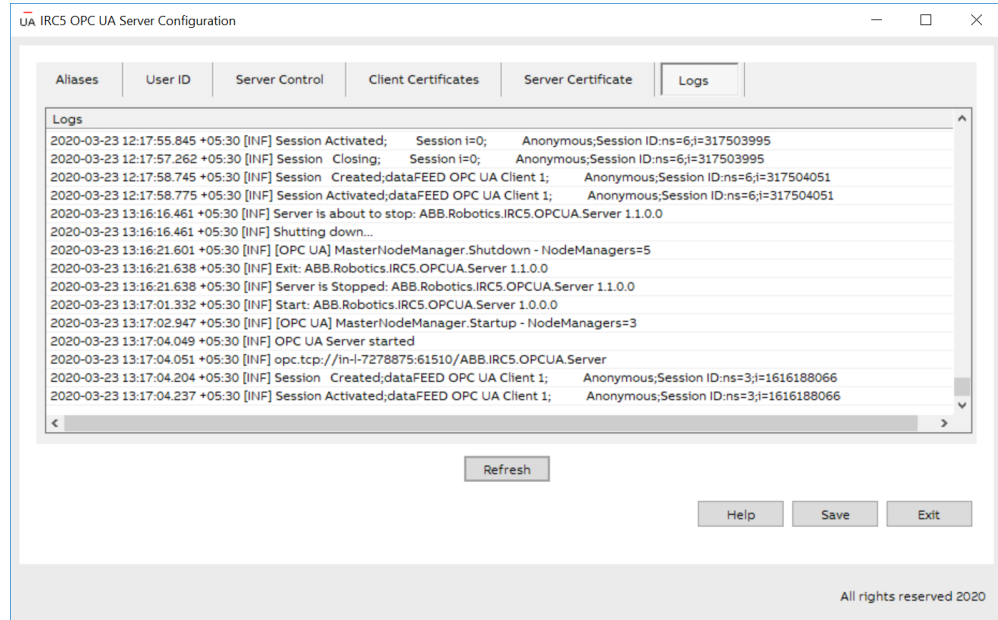 UA IRC5 OPC UA Server Configuration
Aliases User ID Server Control Client Certificates Server Certificate Logs
Logs
2020-03-23 12:17:55.845 +05:30 [INF] Session Activated; Session i=0; Anonymous;Session ID:ns=6;i=317503995
2020-03-23 12:17:57.262 +05:30 [INF] Session Closing; Session i=0; Anonymous;Session ID:ns=6;i=317503995
2020-03-23 12:17:58.745 +05:30 [INF] Session Created;dataFEED OPC UA Client 1; Anonymous;Session ID:ns=6;i=317504051
2020-03-23 12:17:58.775 +05:30 [INF] Session Activated;dataFEED OPC UA Client 1; Anonymous;Session ID:ns=6;i=317504051
2020-03-23 13:16:16.461 +05:30 [INF] Server is about to stop: ABB.Robotics.IRC5.OPCUA.Server 1.1.0.0
2020-03-23 13:16:16.461 +05:30 [INF] Shutting down...
2020-03-23 13:16:21.601 +05:30 [INF] [OPC UA] MasterNodeManager.Shutdown - NodeManagers=5
2020-03-23 13:16:21.638 +05:30 [INF] Exit: ABB.Robotics.IRC5.OPCUA.Server 1.1.0.0
2020-03-23 13:16:21.638 +05:30 [INF] Server is Stopped: ABB.Robotics.IRC5.OPCUA.Server 1.1.0.0
2020-03-23 13:17:01.332 +05:30 [INF] Start: ABB.Robotics.IRC5.OPCUA.Server 1.0.0.0
2020-03-23 13:17:02.947 +05:30 [INF] [OPC UA] MasterNodeManager.Startup - NodeManagers=3
2020-03-23 13:17:04.049 +05:30 [INF] OPC UA Server started
2020-03-23 13:17:04.051 +05:30 [INF] opc.tcp://in-l-7278875:61510/ABB.IRC5.OPCUA.Server
2020-03-23 13:17:04.204 +05:30 [INF] Session Created;dataFEED OPC UA Client 1; Anonymous;Session ID:ns=3;i=1616188066
2020-03-23 13:17:04.237 +05:30 [INF] Session Activated;dataFEED OPC UA Client 1; Anonymous;Session ID:ns=3;i=1616188066
Refresh
Help Save Exit
All rights reserved 2020